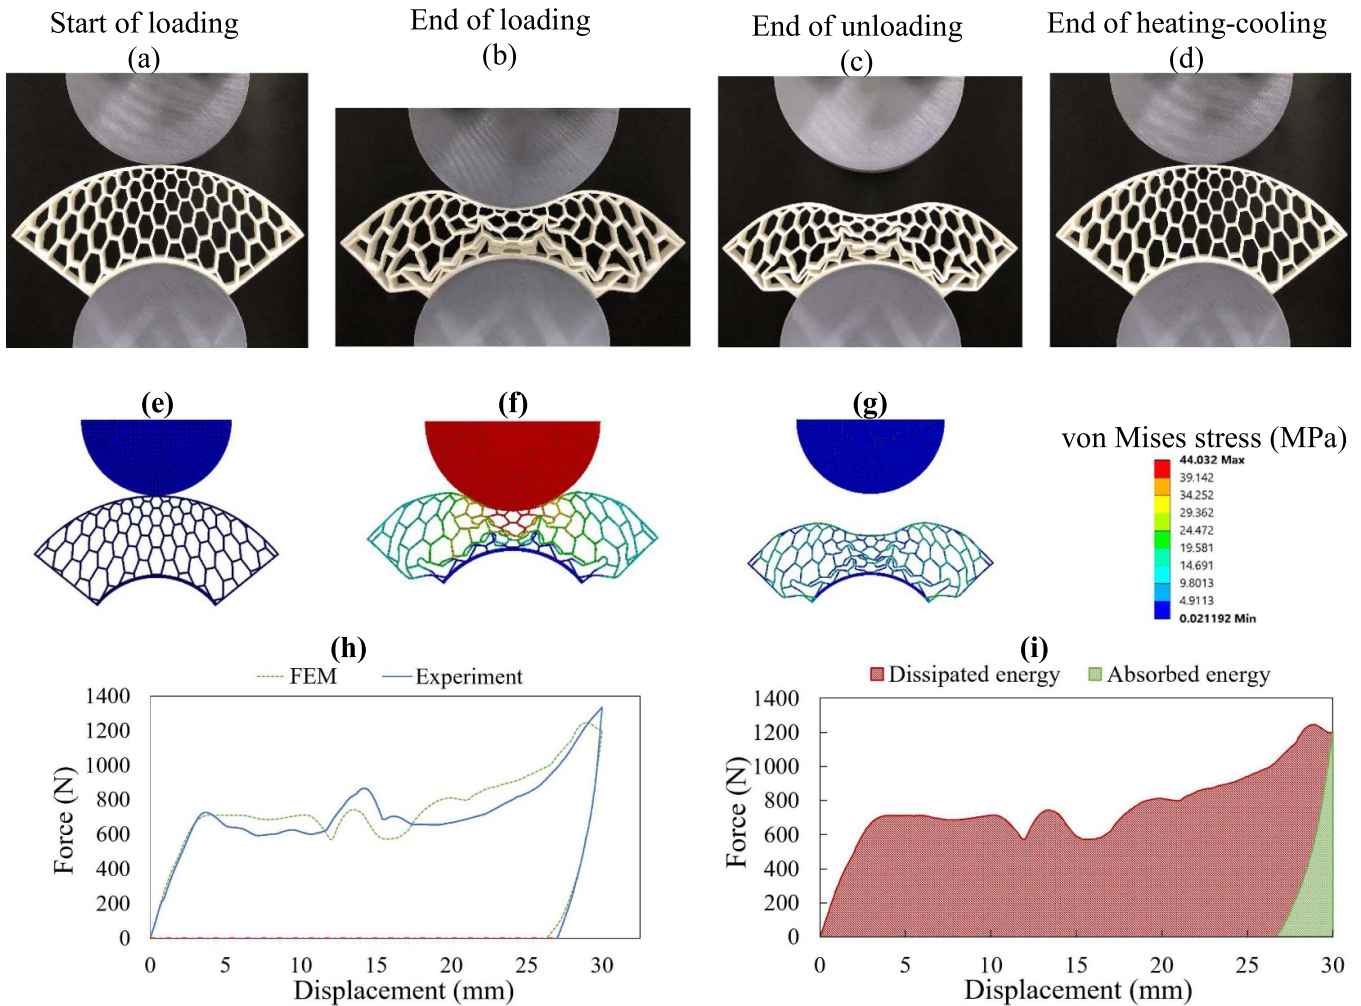 Start of loading
(a)
End of loading
(b)
End of unloading
(c)
End of heating-cooling
(d)
(e)
(f)
(g)
von Mises stress (MPa)
44.032 Max
39.142
34.252
29.362
24.472
19.581
14.691
9.8013
4.9113
0.021192 Min
(h)
FEM
Experiment
1400
1200
1000
800
600
400
200
0
Force (N)
0 5 10 15 20 25 30
Displacement (mm)
(i)
Dissipated energy
Absorbed energy
1400
1200
1000
800
600
400
200
0
Force (N)
0 5 10 15 20 25 30
Displacement (mm)